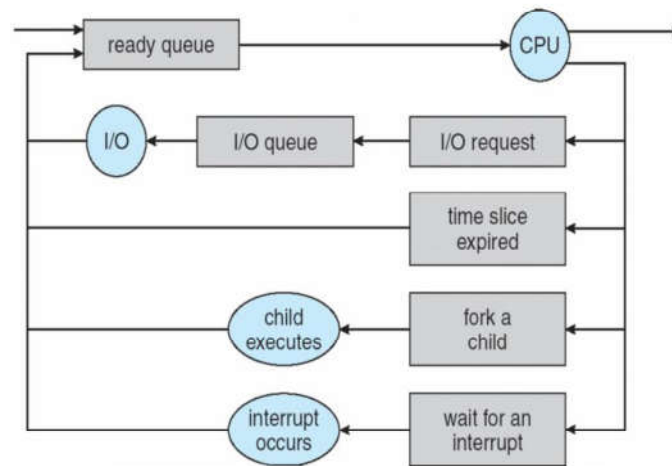 ready queue
CPU
I/O
I/O queue
I/O request
time slice
expired
child
executes
fork a
child
interrupt
occurs
wait for an
interrupt